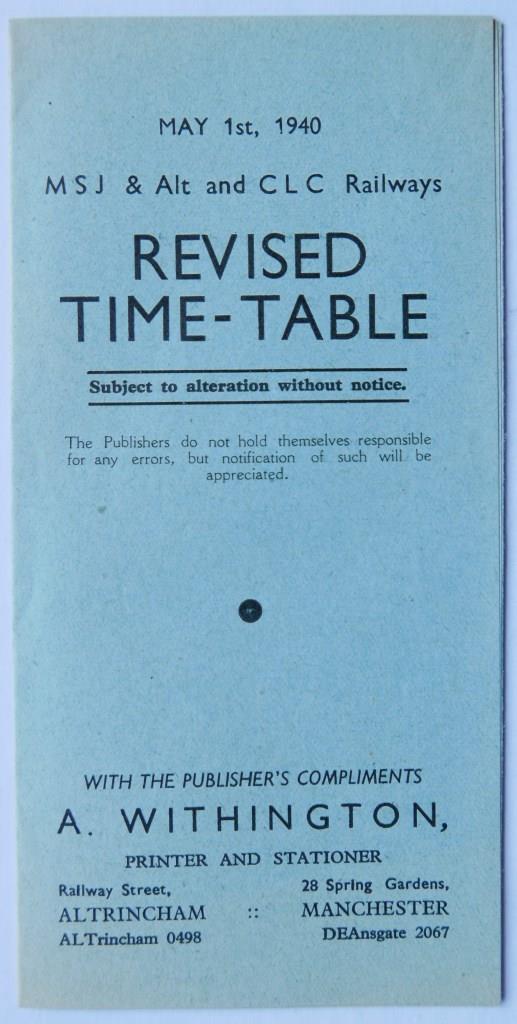 MAY 1st, 1940
MSJ & Alt and CLC Railways
REVISED
TIME-TABLE
Subject to alteration without notice.
The Publishers do not hold themselves responsible
for any errors, but notification of such will be
appreciated.
WITH THE PUBLISHER'S COMPLIMENTS
A. WITHINGTON,
PRINTER AND STATIONER
Railway Street, 28 Spring Gardens,
ALTRINCHAM :: MANCHESTER
ALTrincham 0498 DEAnsgate 2067